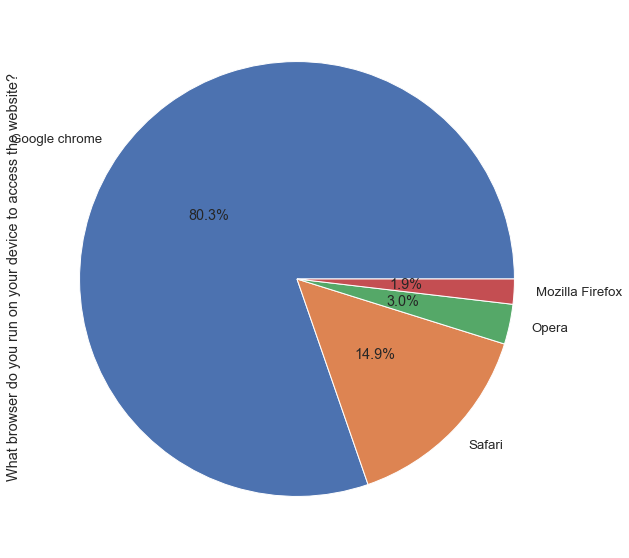 What browser do you run on your device to access the website?
Google chrome
80.3%
1.9%
Mozilla Firefox
3.0%
Opera
14.9%
Safari